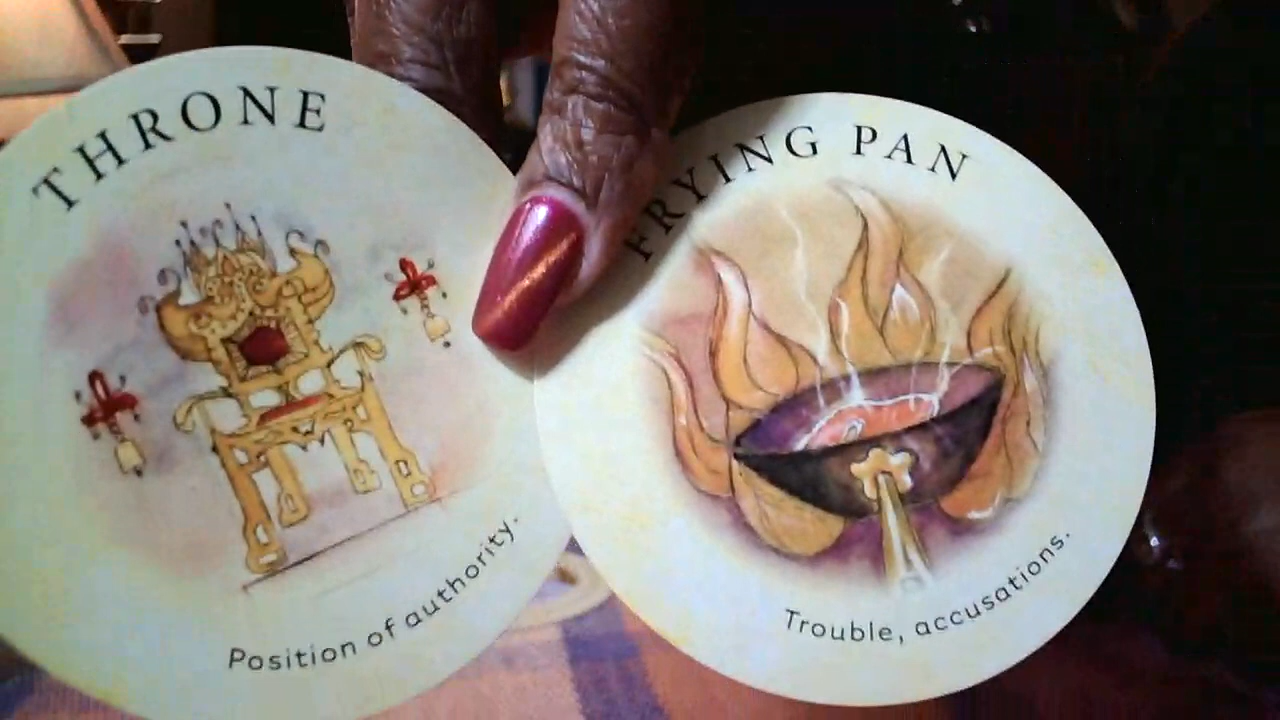 THRONE
Position of authority.
FRYING PAN
Trouble, accusations.